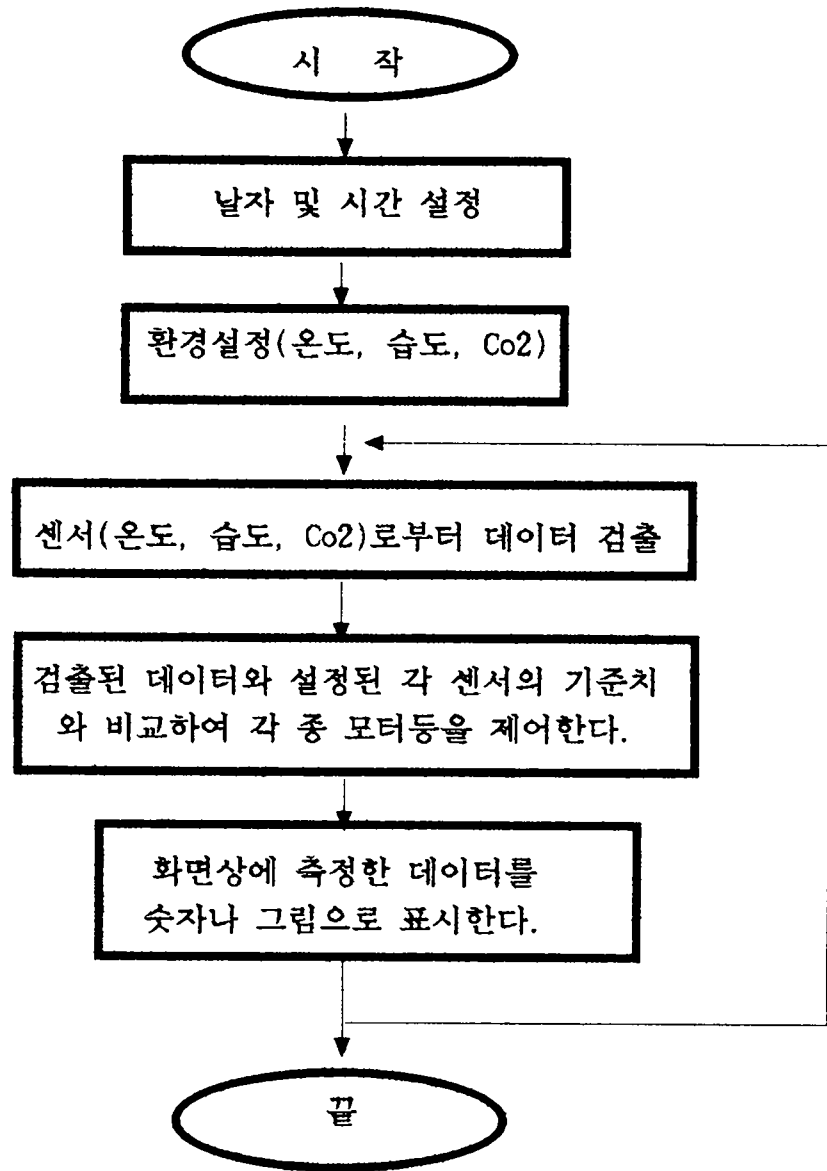 시 작
날자 및 시간 설정
환경설정(온도, 습도, Co2)
센서(온도, 습도, Co2)로부터 데이터 검출
검출된 데이터와 설정된 각 센서의 기준치
와 비교하여 각 종 모터등을 제어한다.
화면상에 측정한 데이터를
숫자나 그림으로 표시한다.
끝